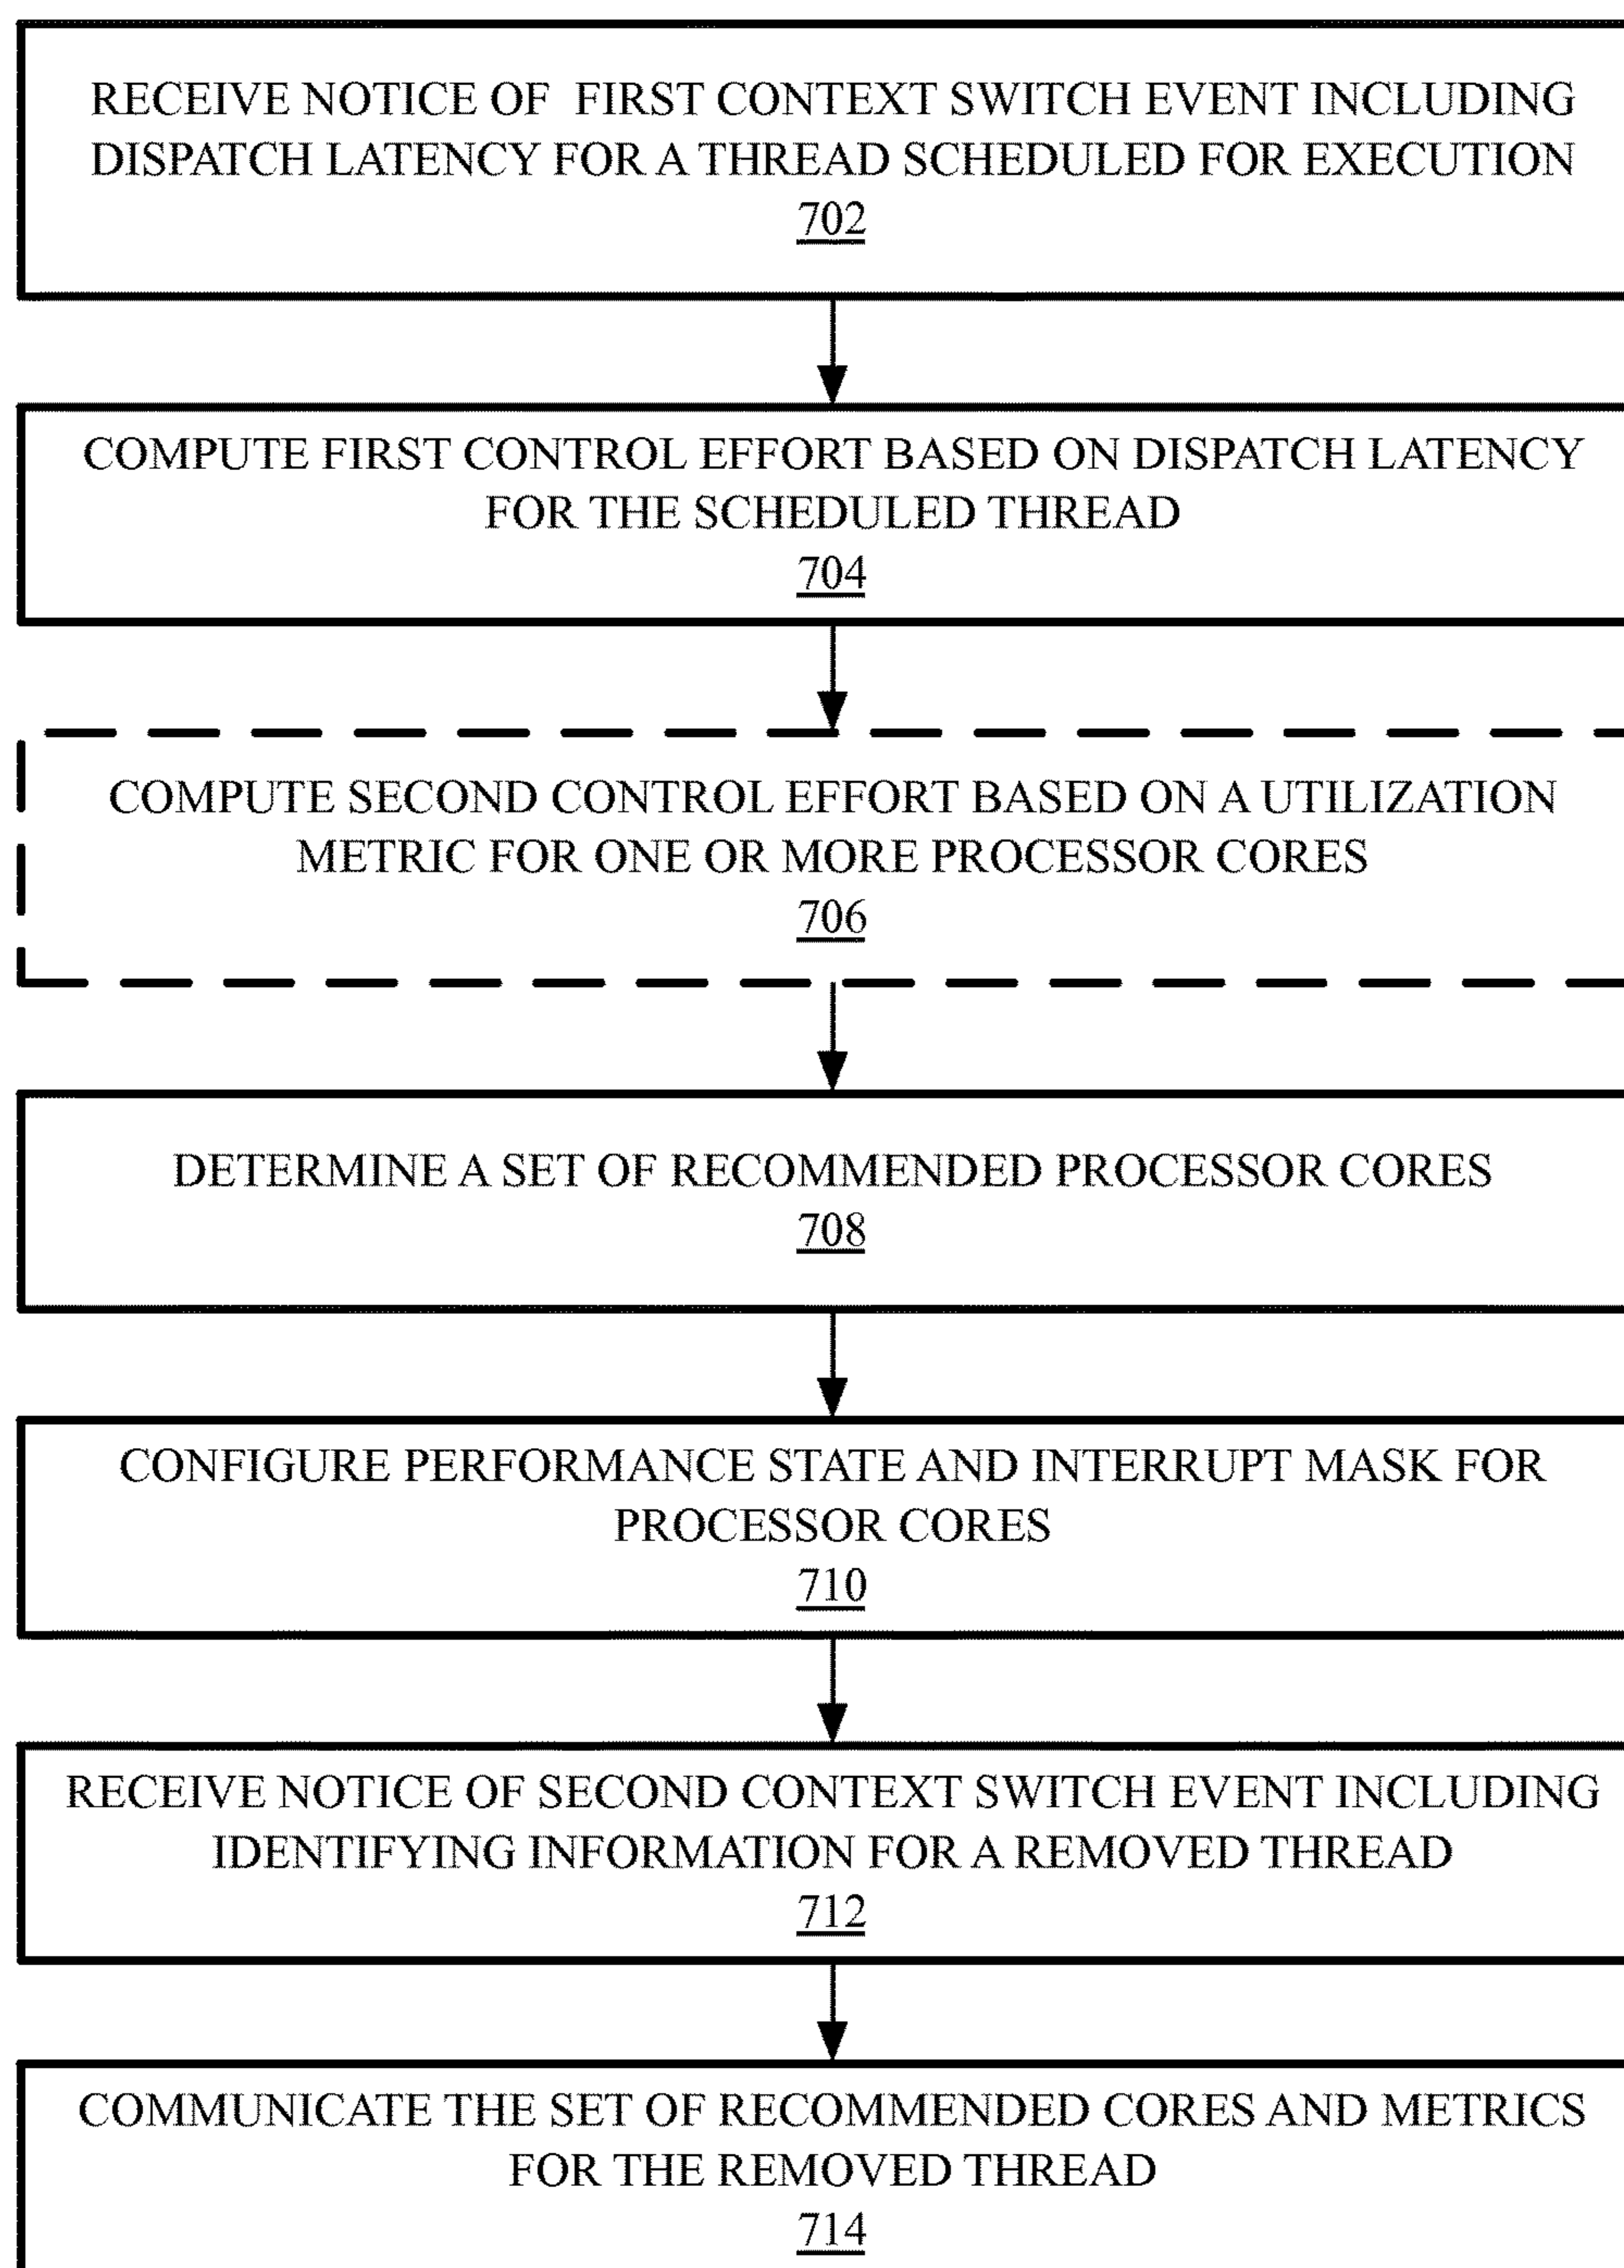 RECEIVE NOTICE OF FIRST CONTEXT SWITCH EVENT INCLUDING
DISPATCH LATENCY FOR A THREAD SCHEDULED FOR EXECUTION
702
COMPUTE FIRST CONTROL EFFORT BASED ON DISPATCH LATENCY
FOR THE SCHEDULED THREAD
704
COMPUTE SECOND CONTROL EFFORT BASED ON A UTILIZATION
METRIC FOR ONE OR MORE PROCESSOR CORES
706
DETERMINE A SET OF RECOMMENDED PROCESSOR CORES
708
CONFIGURE PERFORMANCE STATE AND INTERRUPT MASK FOR
PROCESSOR CORES
710
RECEIVE NOTICE OF SECOND CONTEXT SWITCH EVENT INCLUDING
IDENTIFYING INFORMATION FOR A REMOVED THREAD
712
COMMUNICATE THE SET OF RECOMMENDED CORES AND METRICS
FOR THE REMOVED THREAD
714